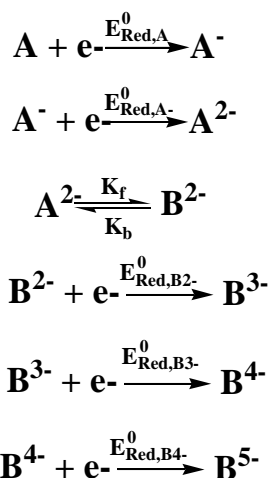 A + e- E⁰Red,A A⁻
A⁻ + e- E⁰Red,A- A²⁻
A²⁻ Kf Kb B²⁻
B²⁻ + e- E⁰Red,B2- B³⁻
B³⁻ + e- E⁰Red,B3- B⁴⁻
B⁴⁻ + e- E⁰Red,B4- B⁵⁻